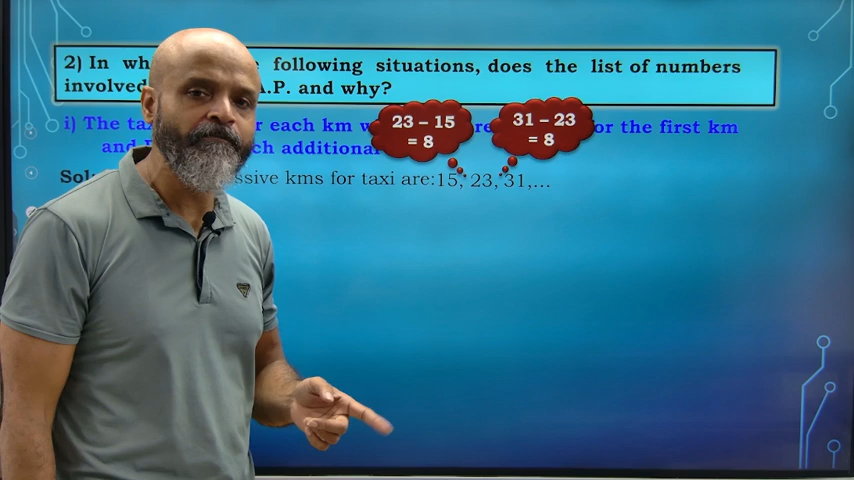 2) In wh following situations, does the list of numbers
involved A.P. and why?
23 – 15
= 8
31 – 23
= 8
i) The ta r each km w re or the first km
and ch additional
Sol ssive kms for taxi are:15, 23, 31,...